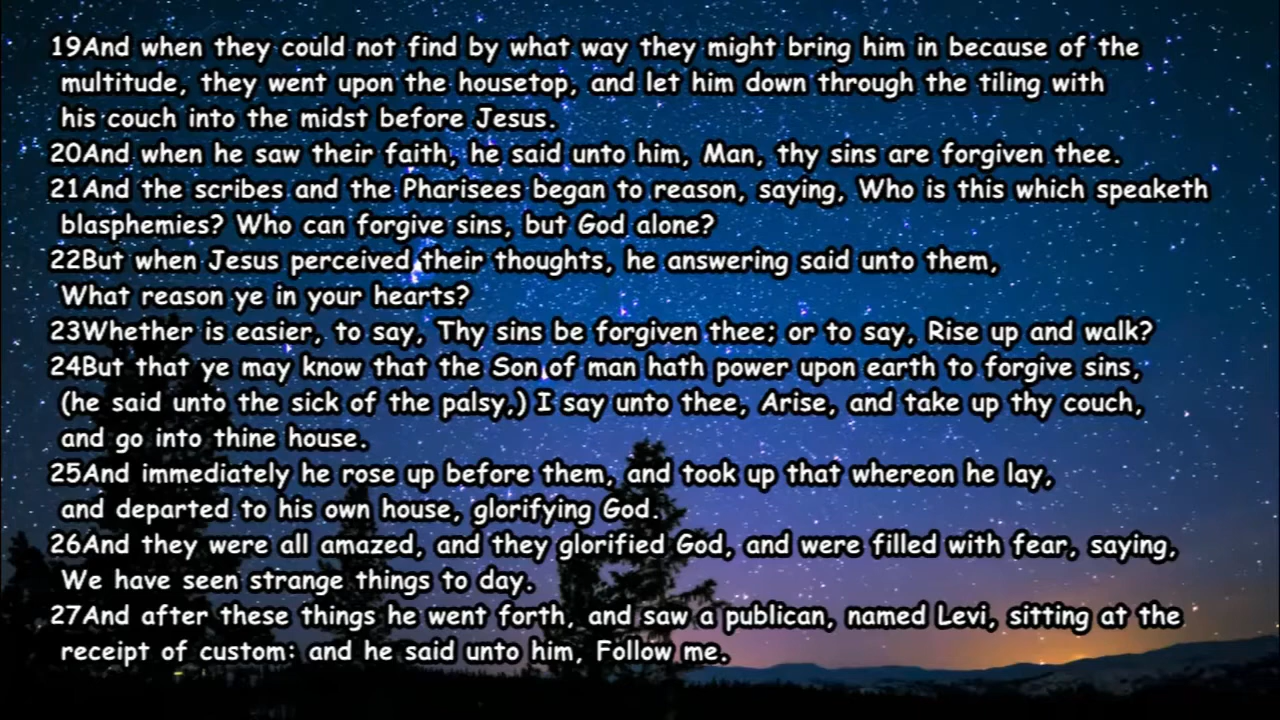 19And when they could not find by what way they might bring him in because of the
multitude, they went upon the housetop, and let him down through the tiling with
his couch into the midst before Jesus.
20And when he saw their faith, he said unto him, Man, thy sins are forgiven thee.
21And the scribes and the Pharisees began to reason, saying, Who is this which speaketh
blasphemies? Who can forgive sins, but God alone?
22But when Jesus perceived their thoughts, he answering said unto them,
What reason ye in your hearts?
23Whether is easier, to say, Thy sins be forgiven thee; or to say, Rise up and walk?
24But that ye may know that the Son of man hath power upon earth to forgive sins,
(he said unto the sick of the palsy,) I say unto thee, Arise, and take up thy couch,
and go into thine house.
25And immediately he rose up before them, and took up that whereon he lay,
and departed to his own house, glorifying God.
26And they were all amazed, and they glorified God, and were filled with fear, saying,
We have seen strange things to day.
27And after these things he went forth, and saw a publican, named Levi, sitting at the
receipt of custom: and he said unto him, Follow me.